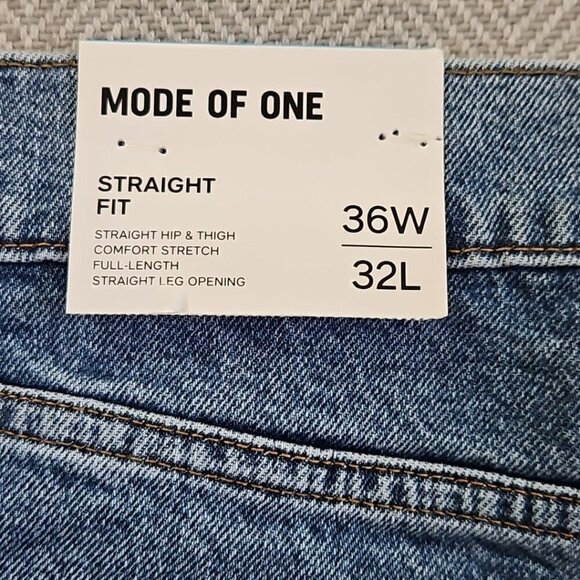 MODE OF ONE
STRAIGHT
FIT
STRAIGHT HIP & THIGH
COMFORT STRETCH
FULL-LENGTH
STRAIGHT LEG OPENING
36W
32L